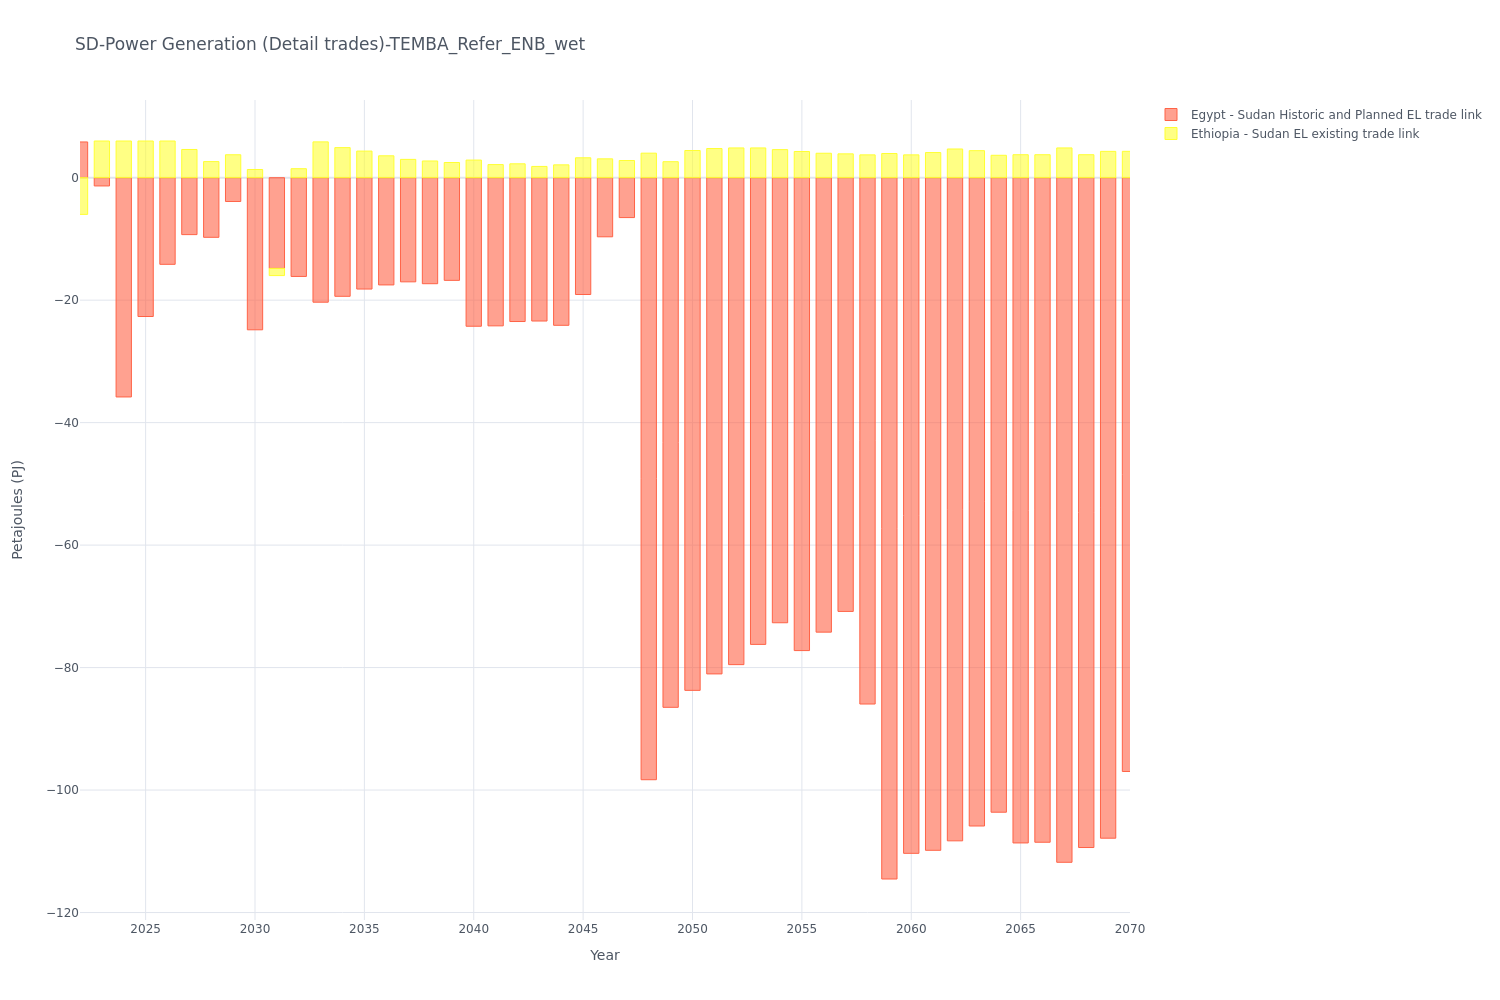 SD-Power Generation (Detail trades)-TEMBA_Refer_ENB_wet
Egypt - Sudan Historic and Planned EL trade link
Ethiopia - Sudan EL existing trade link
0
−20
−40
−60
−80
−100
−120
Petajoules (PJ)
2025 2030 2035 2040 2045 2050 2055 2060 2065 2070
Year